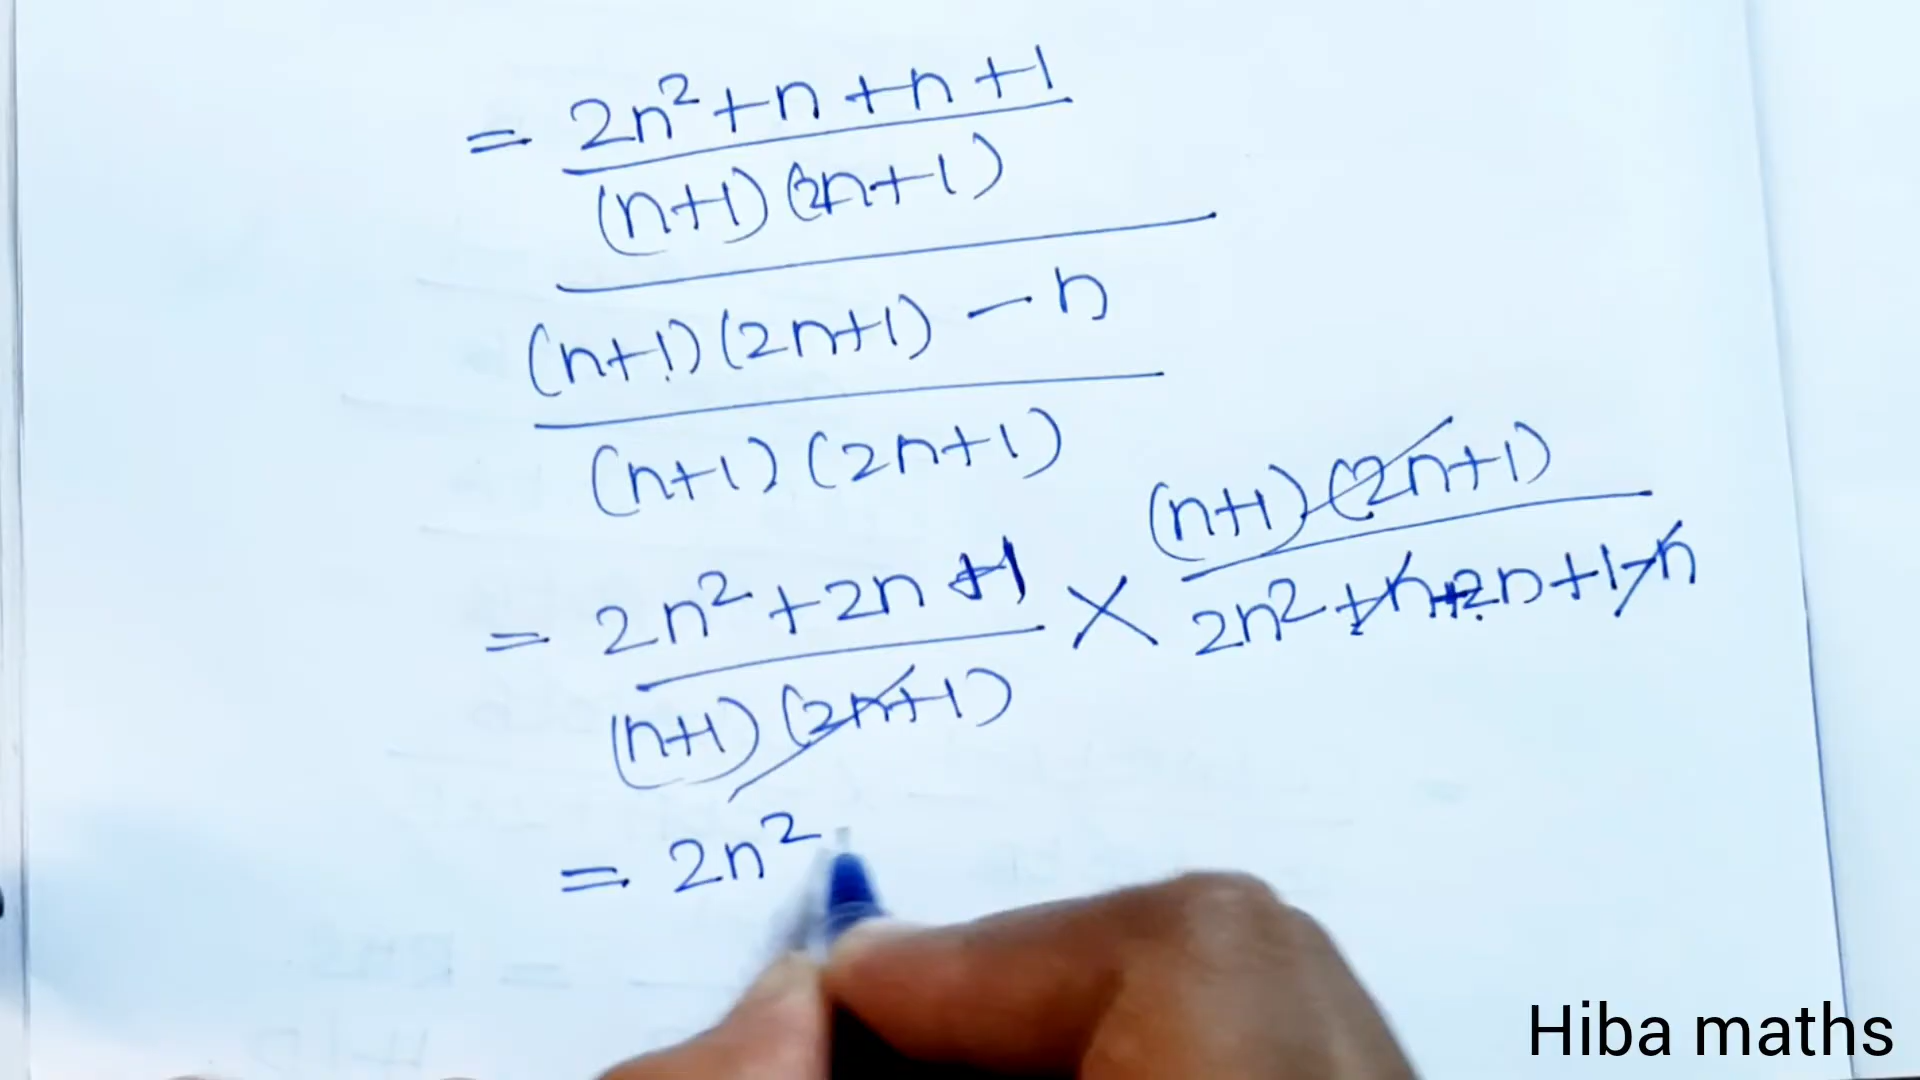 = 2n² + n + n + 1
(n+1) (2n+1)
(n+1) (2n+1) - n
(n+1) (2n+1)
(n+1) (2n+1)
= 2n² + 2n + 1 × 2n² + n + 2n + 1 - n
(n+1) (2n+1)
= 2n²
Hiba maths